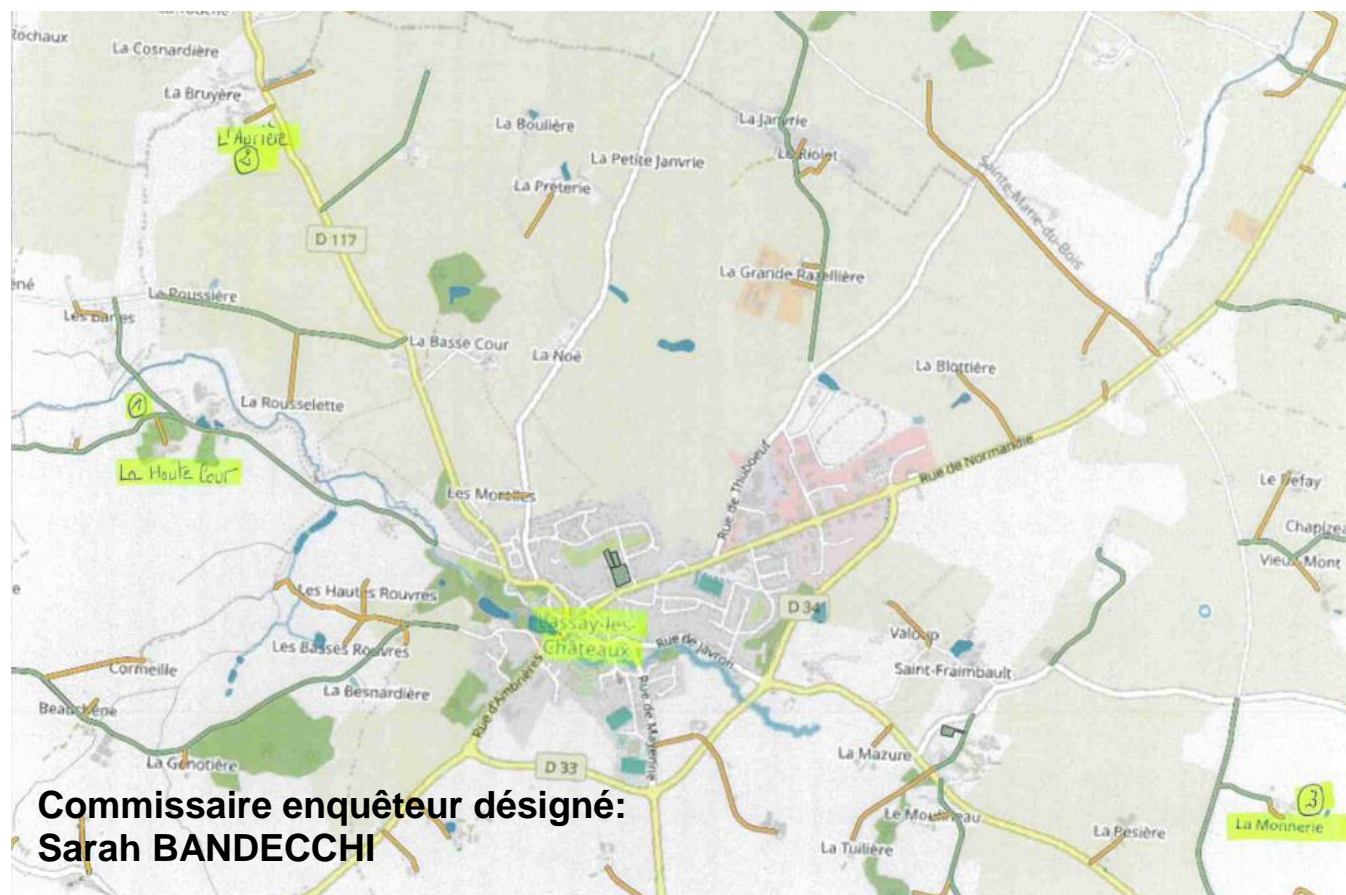 Rochaux
La Cosnardière
La Bruyère
L'Aurière
2
La Boulière
La Petite Janvrie
La Préterie
La Janvrie
Le Riolet
Sainte-Marie-du-Bois
D 117
La Grande Razellière
La Roussière
Les Bares
La Basse Cour
La Noë
La Blottière
La Rousselette
1
La Haute Cour
Rue de Thuboeuf
Rue de Normandie
Les Morelles
Le Defay
Vieux Mont
Les Hautes Rouvres
Lassay-les-
Châteaux
D 34
Rue de Javron
Valoup
Les Basses Rouvres
Saint-Fraimbault
Cormeille
La Besnardière
Rue d'Ambrières
Rue de Mayenne
Beauchêne
La Genotière
D 33
La Mazure
Le Moulineau
La Tuilière
La Pesière
3
La Monnerie
Commissaire enquêteur désigné:
Sarah BANDECCHI